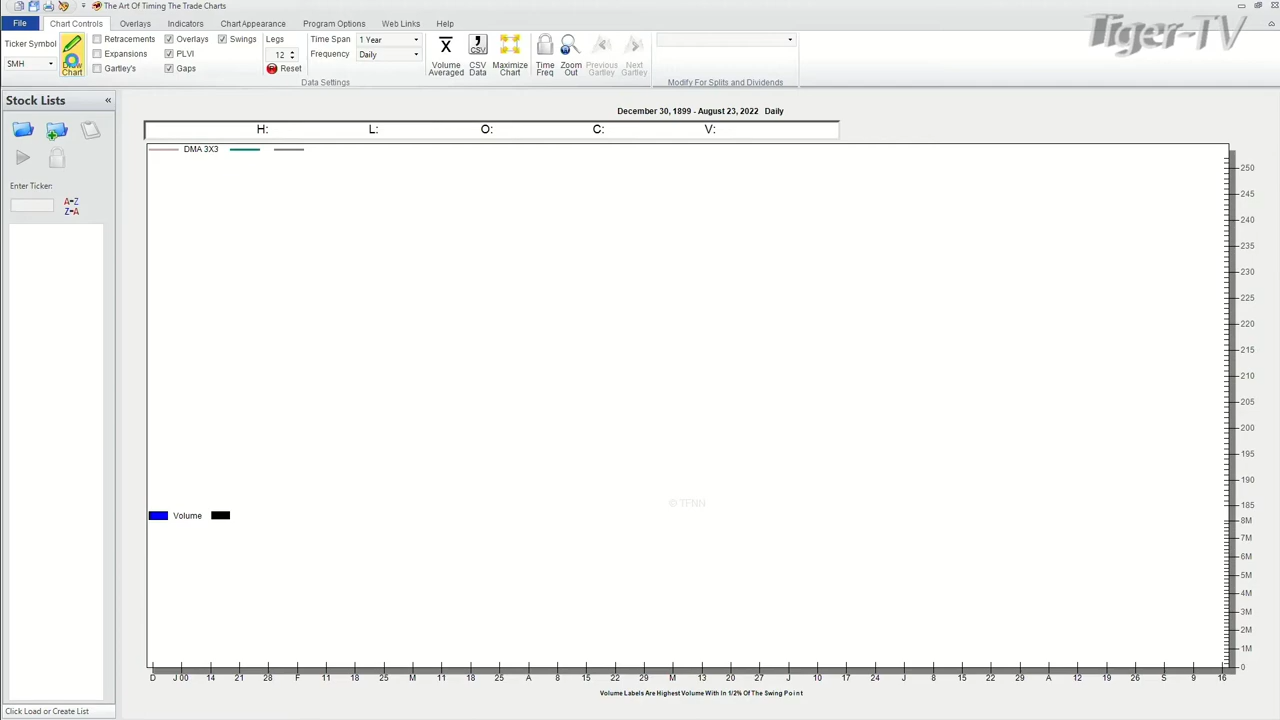 The Art Of Timing The Trade Charts
Tiger-TV
File Chart Controls Overlays Indicators Chart Appearance Program Options Web Links Help
Ticker Symbol
SMH
Draw Chart
Retracements
Expansions
Gartley's
Overlays
PLVI
Gaps
Swings
Legs
12
Reset
Time Span 1 Year
Frequency Daily
Data Settings
Volume Averaged
CSV Data
Maximize Chart
Time Freq
Zoom Out
Previous Gartley
Next Gartley
Modify For Splits and Dividends
Stock Lists «
Enter Ticker:
A-Z
Z-A
Click Load or Create List
December 30, 1899 - August 23, 2022 Daily
H: L: O: C: V:
DMA 3X3
250
245
240
235
230
225
220
215
210
205
200
195
190
185
© TFNN
Volume
8M
7M
6M
5M
4M
3M
2M
1M
0
D J 00 14 21 28 F 11 18 25 M 11 18 25 A 8 15 22 29 M 13 20 27 J 10 17 24 J 8 15 22 29 A 12 19 26 S 9 16
Volume Labels Are Highest Volume With In 1/2% Of The Swing Point